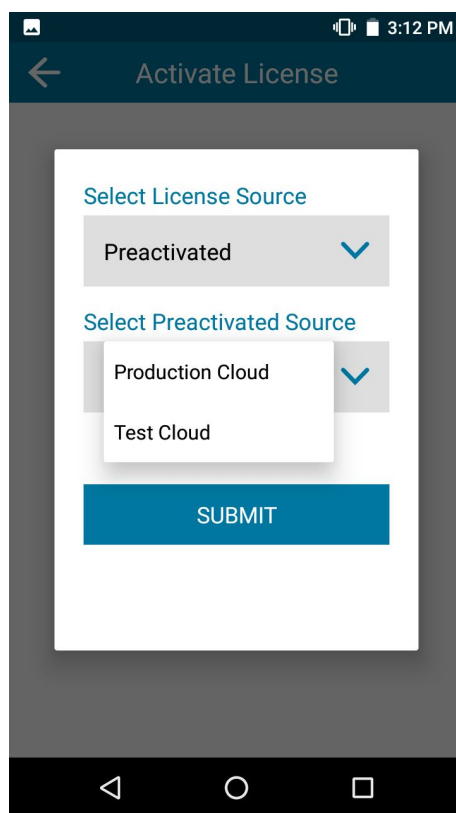 3:12 PM
Activate License
Select License Source
Preactivated
Select Preactivated Source
Production Cloud
Test Cloud
SUBMIT